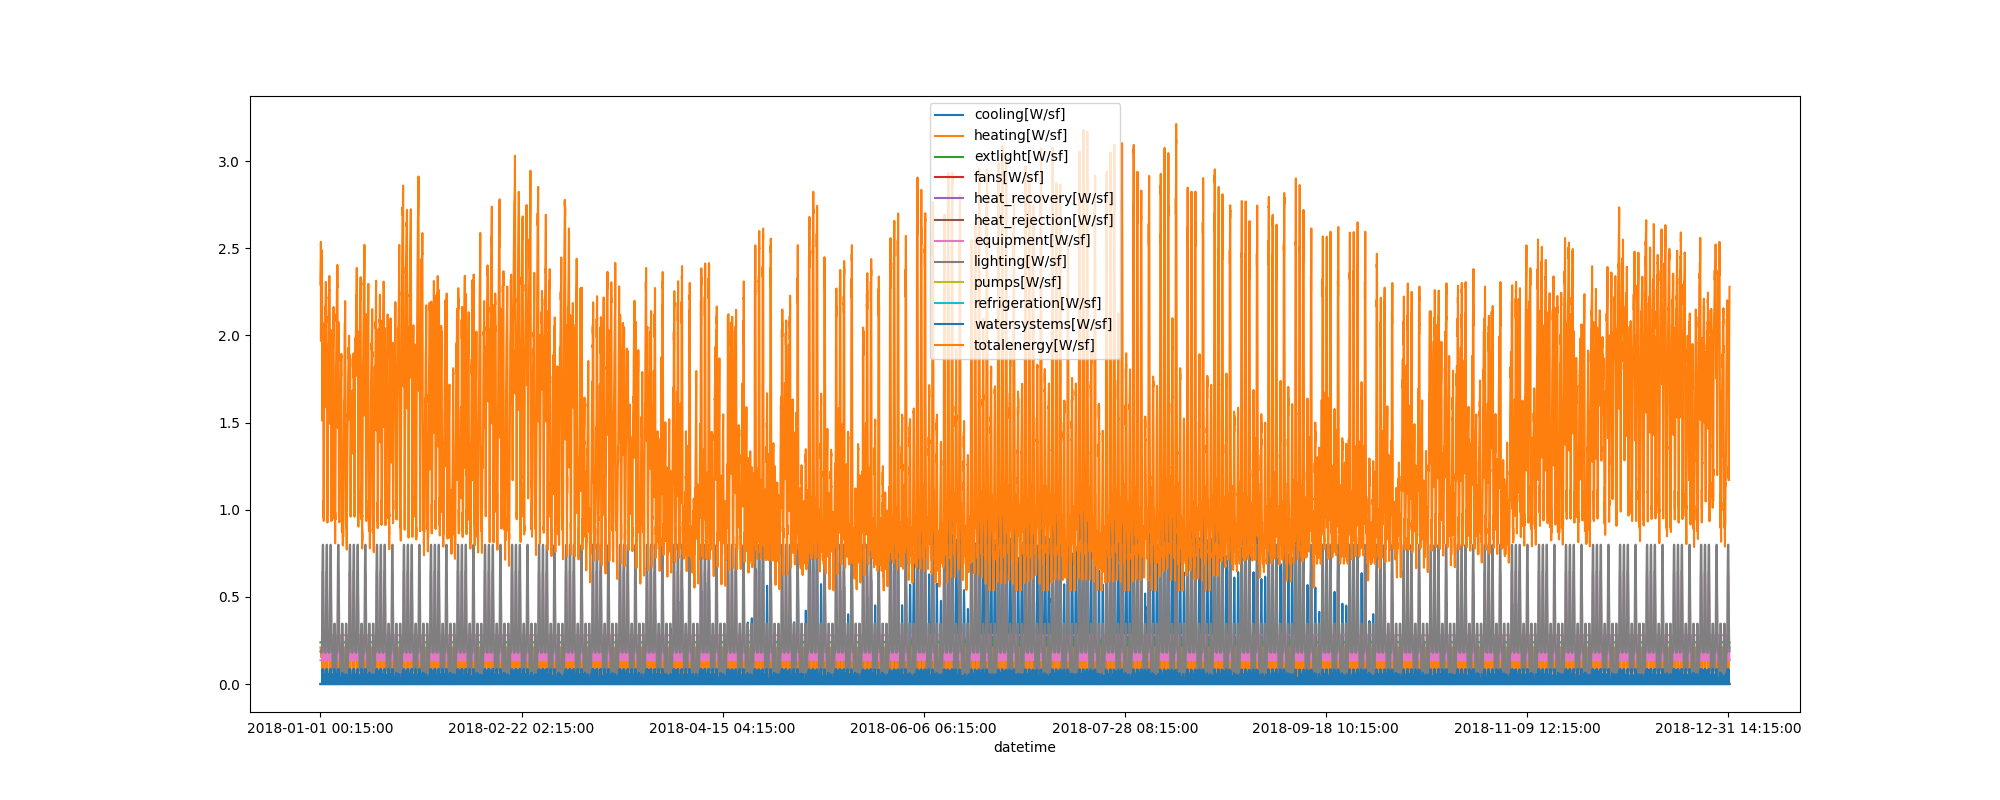 cooling[W/sf]
heating[W/sf]
extlight[W/sf]
fans[W/sf]
heat_recovery[W/sf]
heat_rejection[W/sf]
equipment[W/sf]
lighting[W/sf]
pumps[W/sf]
refrigeration[W/sf]
watersystems[W/sf]
totalenergy[W/sf]
3.0
2.5
2.0
1.5
1.0
0.5
0.0
2018-01-01 00:15:00 2018-02-22 02:15:00 2018-04-15 04:15:00 2018-06-06 06:15:00 2018-07-28 08:15:00 2018-09-18 10:15:00 2018-11-09 12:15:00 2018-12-31 14:15:00
datetime